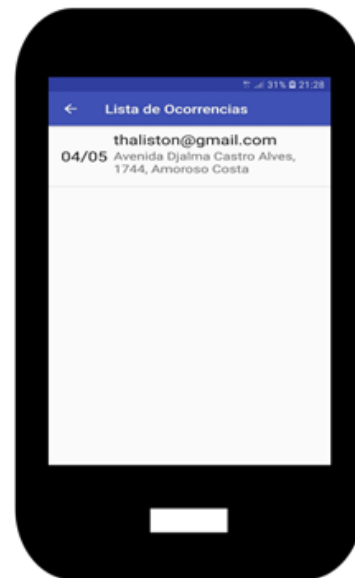 31% 21:28
Lista de Ocorrencias
thaliston@gmail.com
04/05 Avenida Djalma Castro Alves,
1744, Amoroso Costa